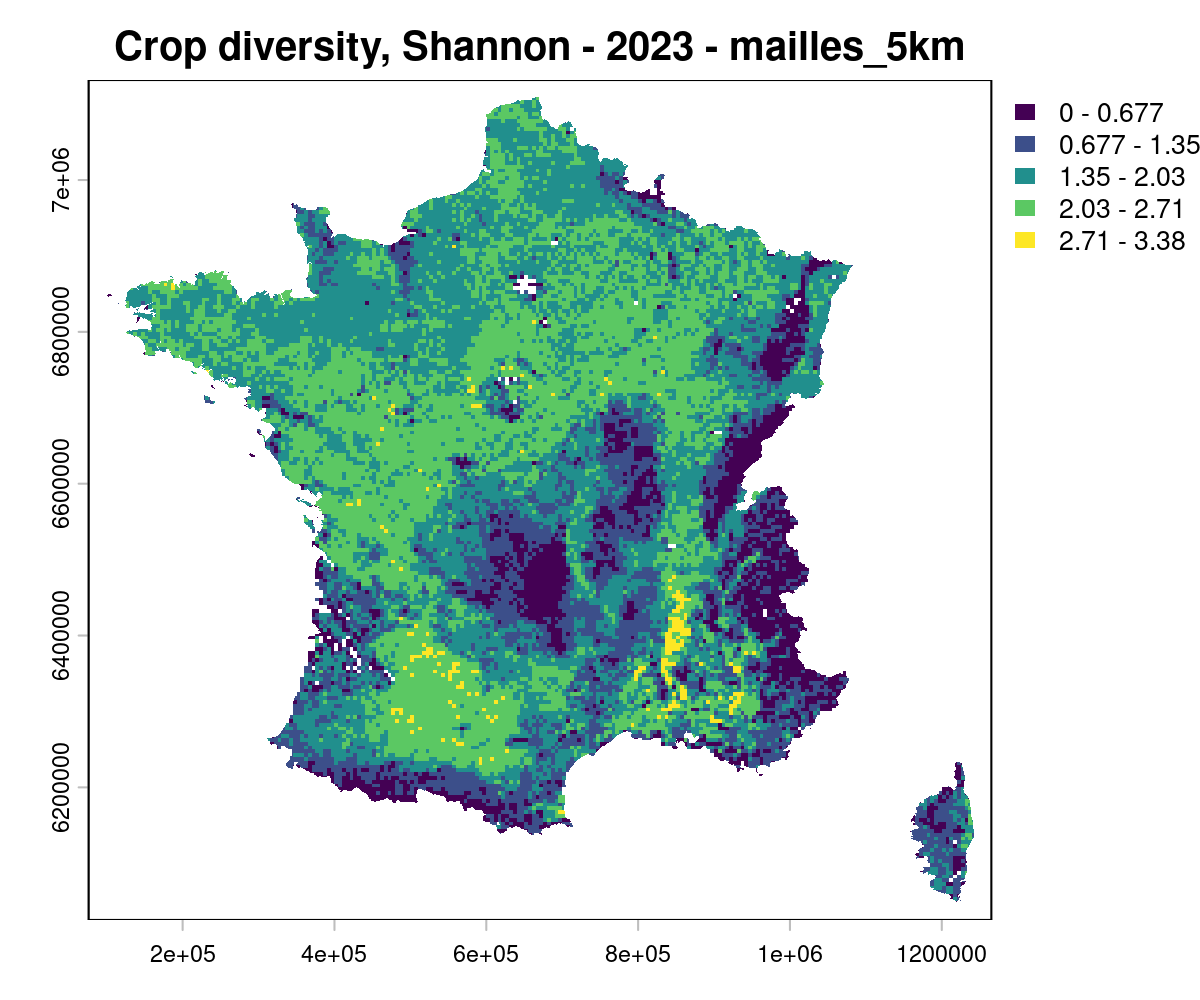 Crop diversity, Shannon - 2023 - mailles_5km
0 - 0.677
0.677 - 1.35
1.35 - 2.03
2.03 - 2.71
2.71 - 3.38
7e+06
6800000
6600000
6400000
6200000
2e+05
4e+05
6e+05
8e+05
1e+06
1200000